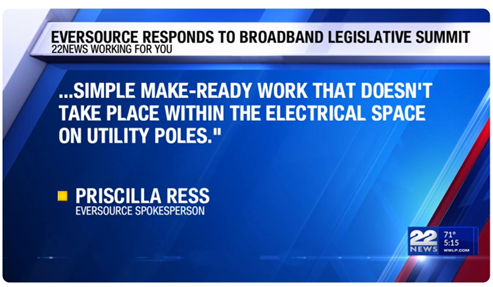 EVERSOURCE RESPONDS TO BROADBAND LEGISLATIVE SUMMIT
22NEWS WORKING FOR YOU
...SIMPLE MAKE-READY WORK THAT DOESN'T
TAKE PLACE WITHIN THE ELECTRICAL SPACE
ON UTILITY POLES."
PRISCILLA RESS
EVERSOURCE SPOKESPERSON
22 NEWS
71°
5:15
WWLP.COM